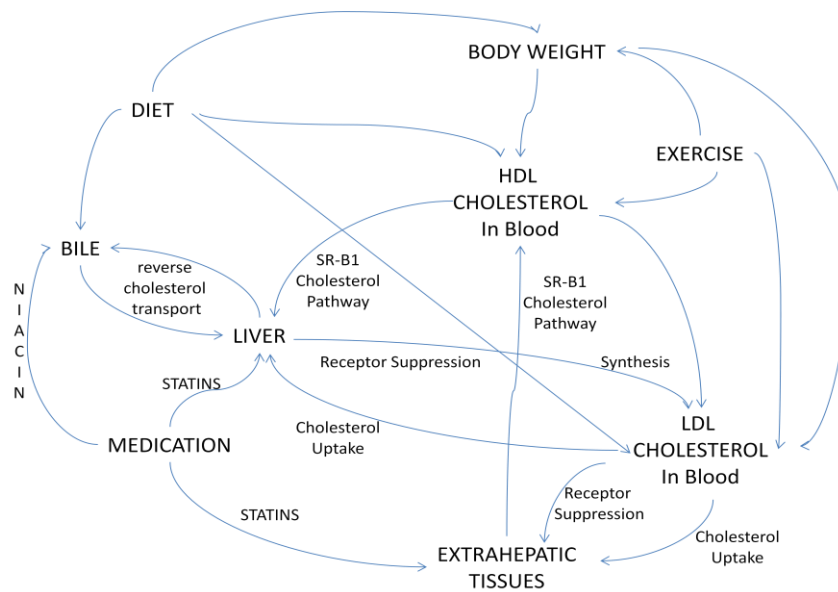 BODY WEIGHT
DIET
EXERCISE
HDL
CHOLESTEROL
In Blood
BILE
reverse
cholesterol
transport
SR-B1
Cholesterol
Pathway
SR-B1
Cholesterol
Pathway
NIACIN
LIVER
Receptor Suppression
Synthesis
STATINS
MEDICATION
Cholesterol
Uptake
LDL
CHOLESTEROL
In Blood
STATINS
Receptor
Suppression
Cholesterol
Uptake
EXTRAHEPATIC
TISSUES